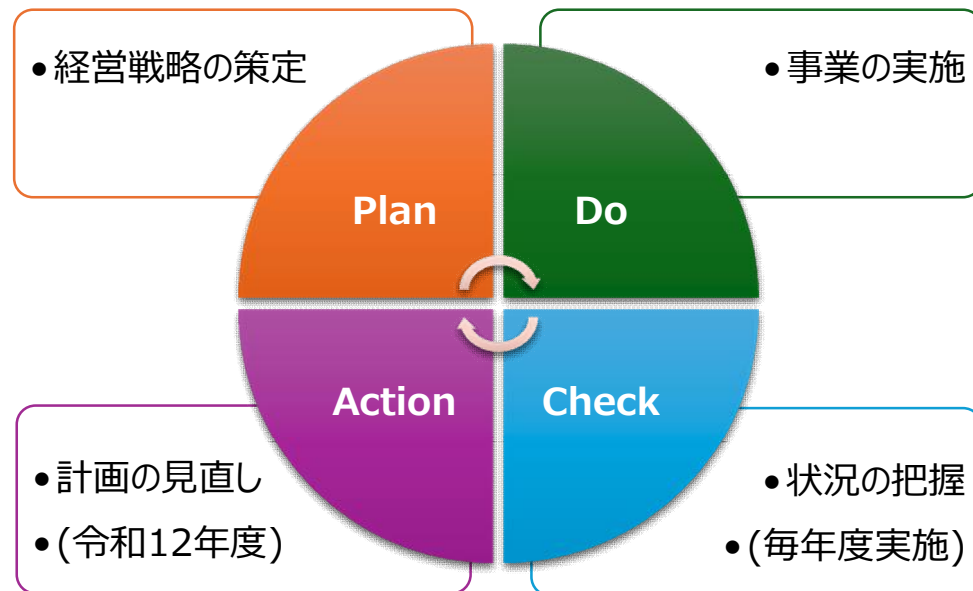 • 経営戦略の策定
• 事業の実施
Plan
Do
Action
Check
• 計画の見直し
• (令和12年度)
• 状況の把握
• (毎年度実施)